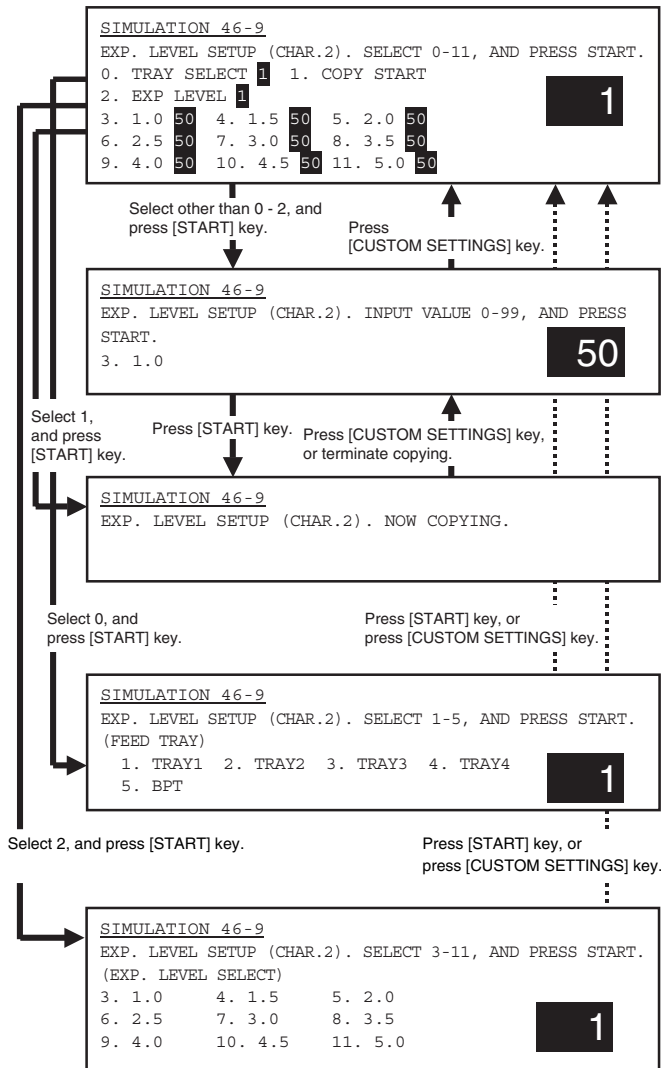 SIMULATION 46-9
EXP. LEVEL SETUP (CHAR.2). SELECT 0-11, AND PRESS START.
0. TRAY SELECT 1 1. COPY START
2. EXP LEVEL 1
1
3. 1.0 50 4. 1.5 50 5. 2.0 50
6. 2.5 50 7. 3.0 50 8. 3.5 50
9. 4.0 50 10. 4.5 50 11. 5.0 50
Select other than 0 - 2, and
press [START] key.
Press
[CUSTOM SETTINGS] key.
SIMULATION 46-9
EXP. LEVEL SETUP (CHAR.2). INPUT VALUE 0-99, AND PRESS
START.
3. 1.0
50
Select 1,
and press
[START] key.
Press [START] key.
Press [CUSTOM SETTINGS] key,
or terminate copying.
SIMULATION 46-9
EXP. LEVEL SETUP (CHAR.2). NOW COPYING.
Select 0, and
press [START] key.
Press [START] key, or
press [CUSTOM SETTINGS] key.
SIMULATION 46-9
EXP. LEVEL SETUP (CHAR.2). SELECT 1-5, AND PRESS START.
(FEED TRAY)
1. TRAY1 2. TRAY2 3. TRAY3 4. TRAY4
5. BPT
1
Select 2, and press [START] key.
Press [START] key, or
press [CUSTOM SETTINGS] key.
SIMULATION 46-9
EXP. LEVEL SETUP (CHAR.2). SELECT 3-11, AND PRESS START.
(EXP. LEVEL SELECT)
3. 1.0 4. 1.5 5. 2.0
6. 2.5 7. 3.0 8. 3.5
9. 4.0 10. 4.5 11. 5.0
1